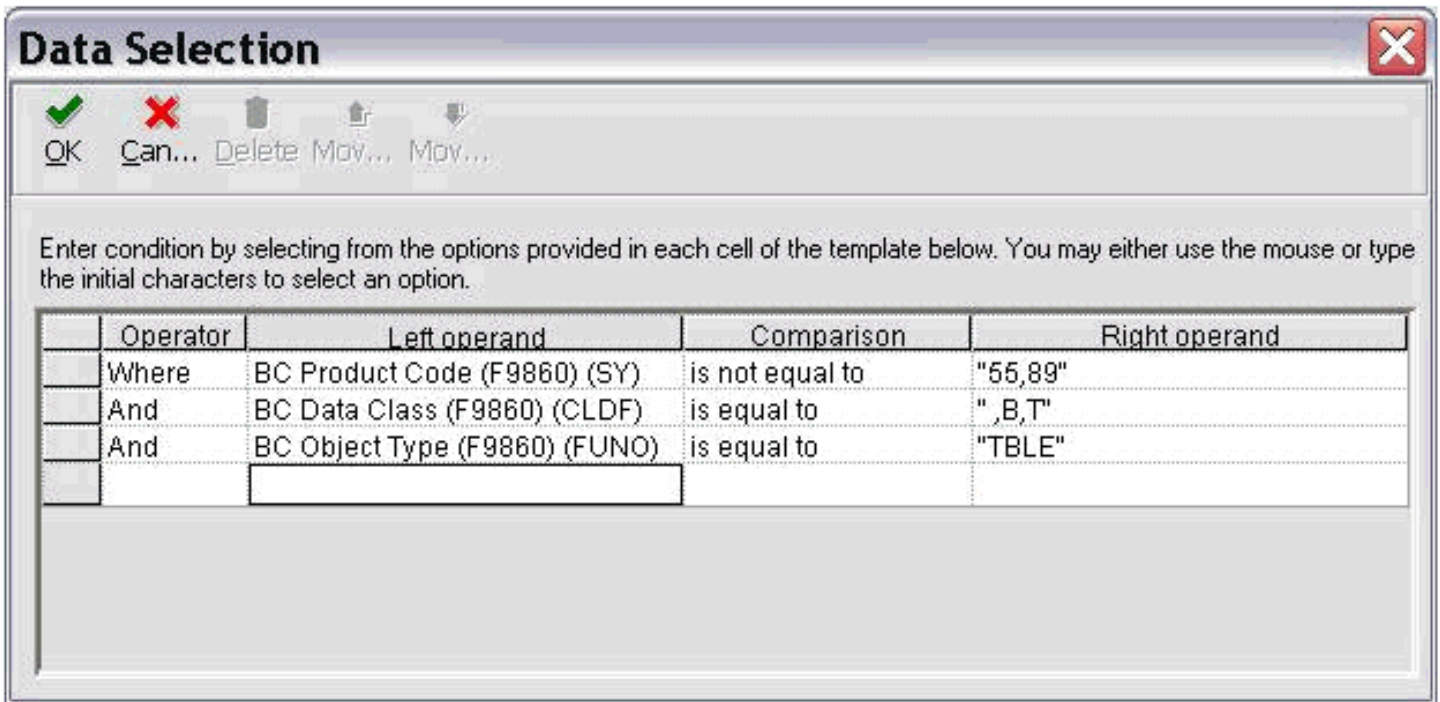 Data Selection
OK Can... Delete Mov... Mov...
Enter condition by selecting from the options provided in each cell of the template below. You may either use the mouse or type
the initial characters to select an option.
Operator Left operand Comparison Right operand
Where BC Product Code (F9860) (SY) is not equal to "55,89"
And BC Data Class (F9860) (CLDF) is equal to " ,B,T"
And BC Object Type (F9860) (FUNO) is equal to "TBLE"